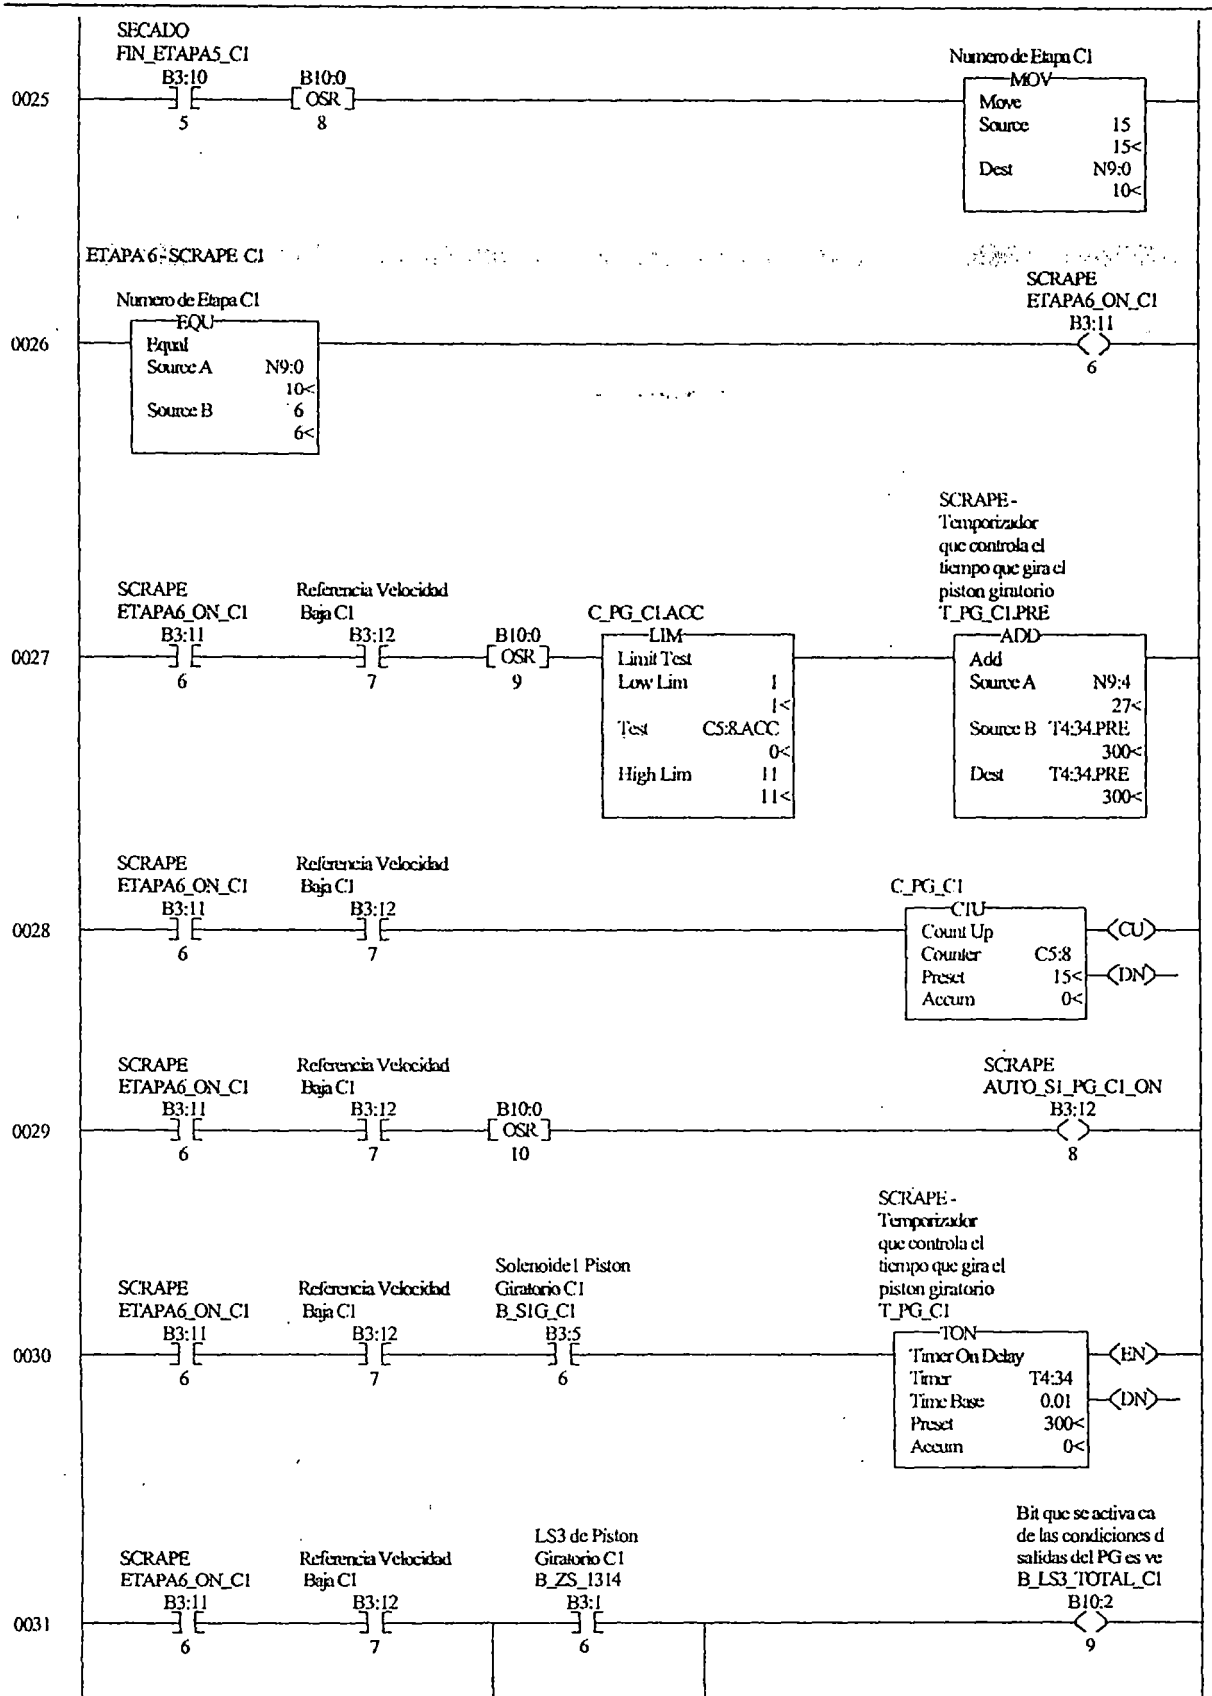 SECADO
FIN_ETAPA5_C1
B3:10
B10:0
Numero de Etapa C1
0025
OSR
MOV
5
8
Move
Source 15
15<
Dest N9:0
10<
ETAPA 6 - SCRAPE C1
Numero de Etapa C1
SCRAPE
ETAPA6_ON_C1
B3:11
0026
EQU
6
Equal
Source A N9:0
10<
Source B 6
6<
SCRAPE -
Temporizador
que controla el
tiempo que gira el
piston giratorio
SCRAPE
ETAPA6_ON_C1
Referencia Velocidad
Baja C1
C_PG_C1.ACC
T_PG_C1.PRE
B3:11
B3:12
B10:0
0027
OSR
LIM
ADD
6
7
9
Limit Test
Low Lim 1
1<
Test C5:8.ACC
0<
High Lim 11
11<
Add
Source A N9:4
27<
Source B T4:34.PRE
300<
Dest T4:34.PRE
300<
SCRAPE
ETAPA6_ON_C1
Referencia Velocidad
Baja C1
C_PG_C1
B3:11
B3:12
0028
CTU
6
7
Count Up
Counter C5:8
Preset 15<
Accum 0<
CU
DN
SCRAPE
ETAPA6_ON_C1
Referencia Velocidad
Baja C1
SCRAPE
AUTO_S1_PG_C1_ON
B3:11
B3:12
B10:0
B3:12
0029
OSR
6
7
10
8
SCRAPE -
Temporizador
que controla el
tiempo que gira el
piston giratorio
T_PG_C1
SCRAPE
ETAPA6_ON_C1
Referencia Velocidad
Baja C1
Solenoide1 Piston
Giratorio C1
B_S1G_C1
B3:11
B3:12
B3:5
0030
TON
6
7
6
Timer On Delay
Timer T4:34
Time Base 0.01
Preset 300<
Accum 0<
EN
DN
SCRAPE
ETAPA6_ON_C1
Referencia Velocidad
Baja C1
LS3 de Piston
Giratorio C1
B_ZS_1314
Bit que se activa ca
de las condiciones d
salidas del PG es ve
B_LS3_TOTAL_C1
B3:11
B3:12
B3:1
B10:2
0031
6
7
6
9